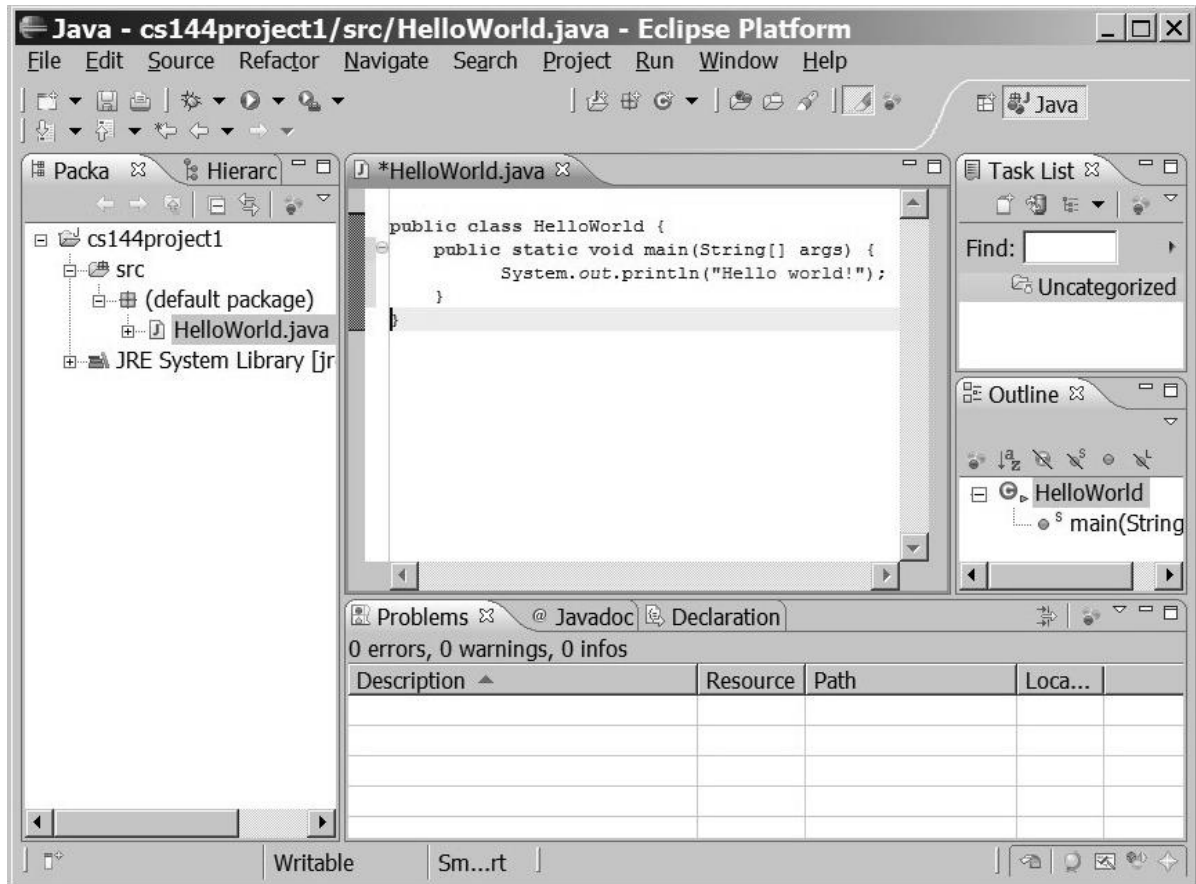 Java - cs144project1/src/HelloWorld.java - Eclipse Platform
File Edit Source Refactor Navigate Search Project Run Window Help
Java
Packa Hierarc
cs144project1
src
(default package)
HelloWorld.java
JRE System Library [jr
*HelloWorld.java
public class HelloWorld {
public static void main(String[] args) {
System.out.println("Hello world!");
}
}
Task List
Find:
Uncategorized
Outline
HelloWorld
main(String
Problems @ Javadoc Declaration
0 errors, 0 warnings, 0 infos
Description Resource Path Loca...
Writable Sm...rt